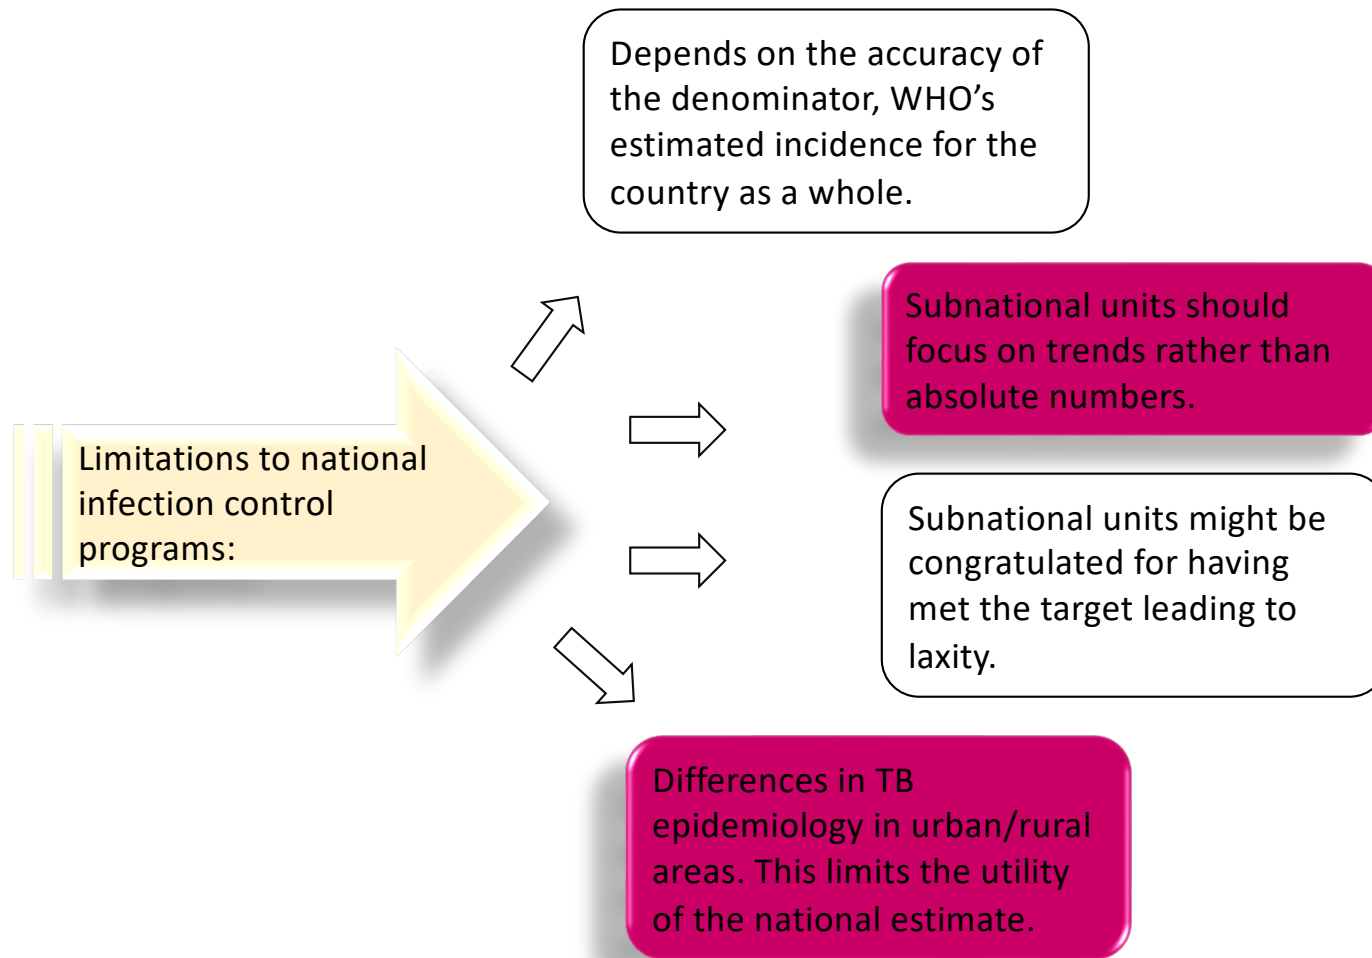 Depends on the accuracy of
the denominator, WHO’s
estimated incidence for the
country as a whole.
Subnational units should
focus on trends rather than
absolute numbers.
Limitations to national
infection control
programs:
Subnational units might be
congratulated for having
met the target leading to
laxity.
Differences in TB
epidemiology in urban/rural
areas. This limits the utility
of the national estimate.